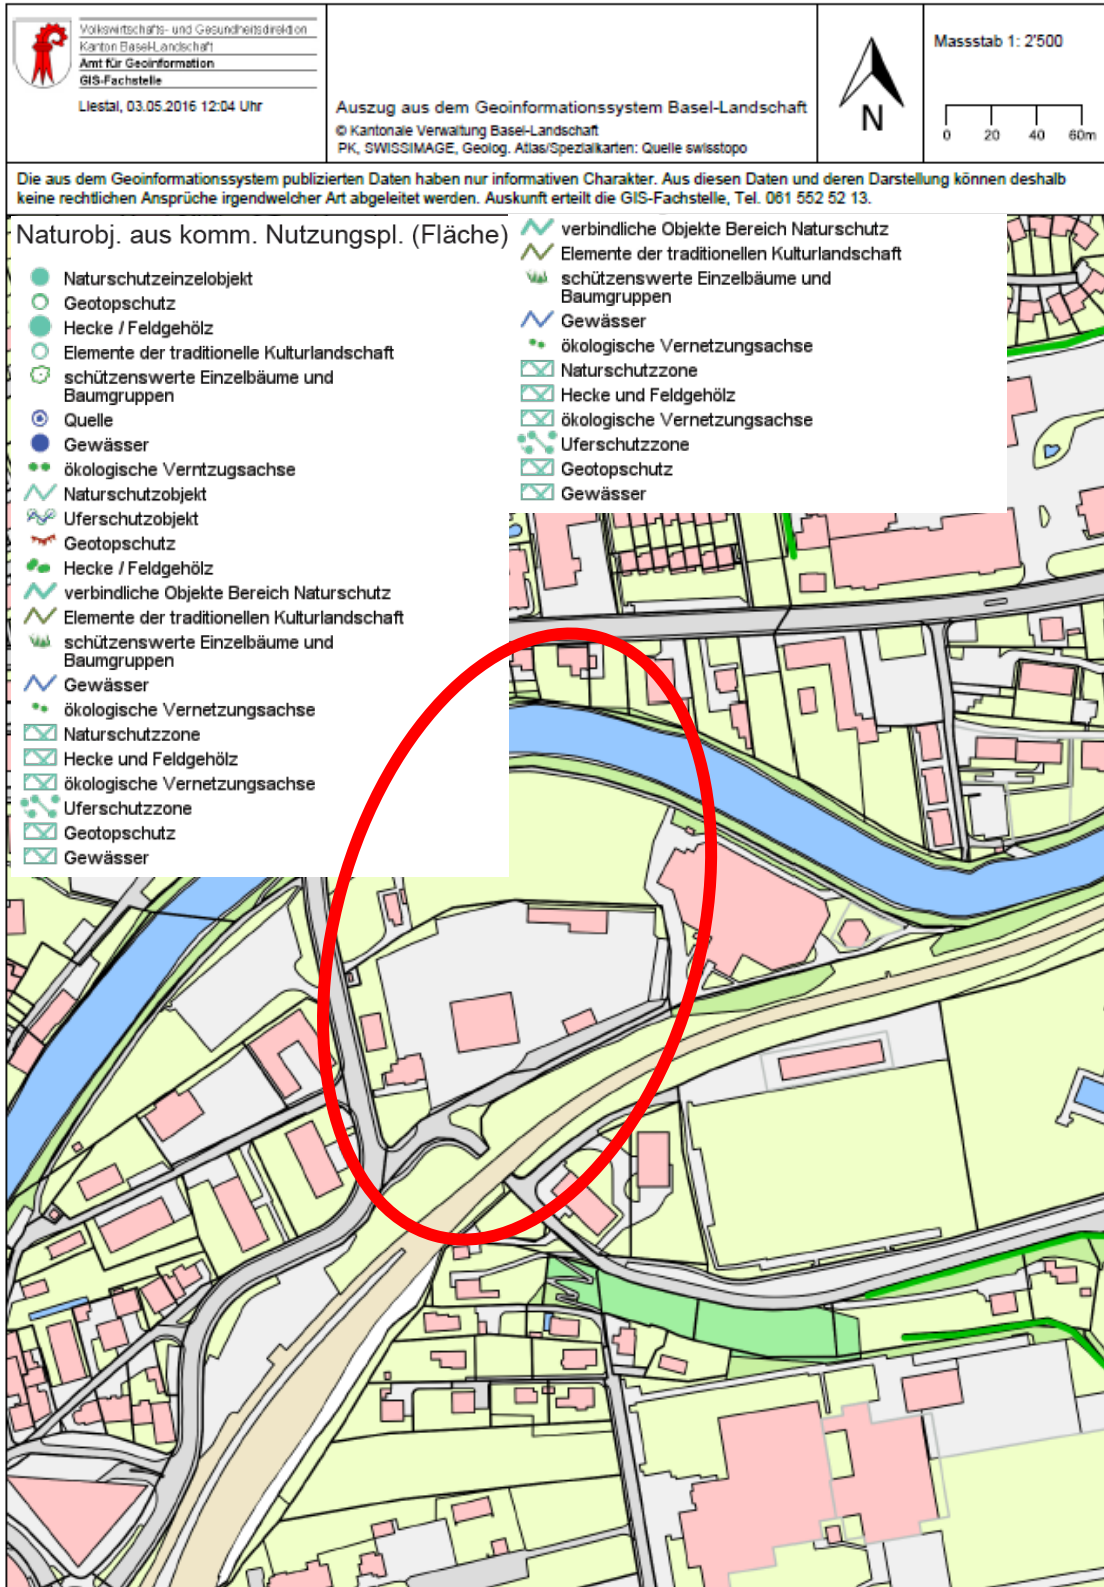 Volkswirtschafts- und Gesundheitsdirektion
Kanton Basel-Landschaft
Amt für Geoinformation
GIS-Fachstelle
Liestal, 03.05.2016 12:04 Uhr
Auszug aus dem Geoinformationssystem Basel-Landschaft
© Kantonale Verwaltung Basel-Landschaft
PK, SWISSIMAGE, Geolog. Atlas/Spezialkarten: Quelle swisstopo
N
Massstab 1: 2'500
0 20 40 60m
Die aus dem Geoinformationssystem publizierten Daten haben nur informativen Charakter. Aus diesen Daten und deren Darstellung können deshalb
keine rechtlichen Ansprüche irgendwelcher Art abgeleitet werden. Auskunft erteilt die GIS-Fachstelle, Tel. 061 552 52 13.
Naturobj. aus komm. Nutzungspl. (Fläche)
Naturschutzeinzelobjekt
Geotopschutz
Hecke / Feldgehölz
Elemente der traditionelle Kulturlandschaft
schützenswerte Einzelbäume und
Baumgruppen
Quelle
Gewässer
ökologische Verntzugsachse
Naturschutzobjekt
Uferschutzobjekt
Geotopschutz
Hecke / Feldgehölz
verbindliche Objekte Bereich Naturschutz
Elemente der traditionellen Kulturlandschaft
schützenswerte Einzelbäume und
Baumgruppen
Gewässer
ökologische Vernetzungsachse
Naturschutzzone
Hecke und Feldgehölz
ökologische Vernetzungsachse
Uferschutzzone
Geotopschutz
Gewässer
verbindliche Objekte Bereich Naturschutz
Elemente der traditionellen Kulturlandschaft
schützenswerte Einzelbäume und
Baumgruppen
Gewässer
ökologische Vernetzungsachse
Naturschutzzone
Hecke und Feldgehölz
ökologische Vernetzungsachse
Uferschutzzone
Geotopschutz
Gewässer